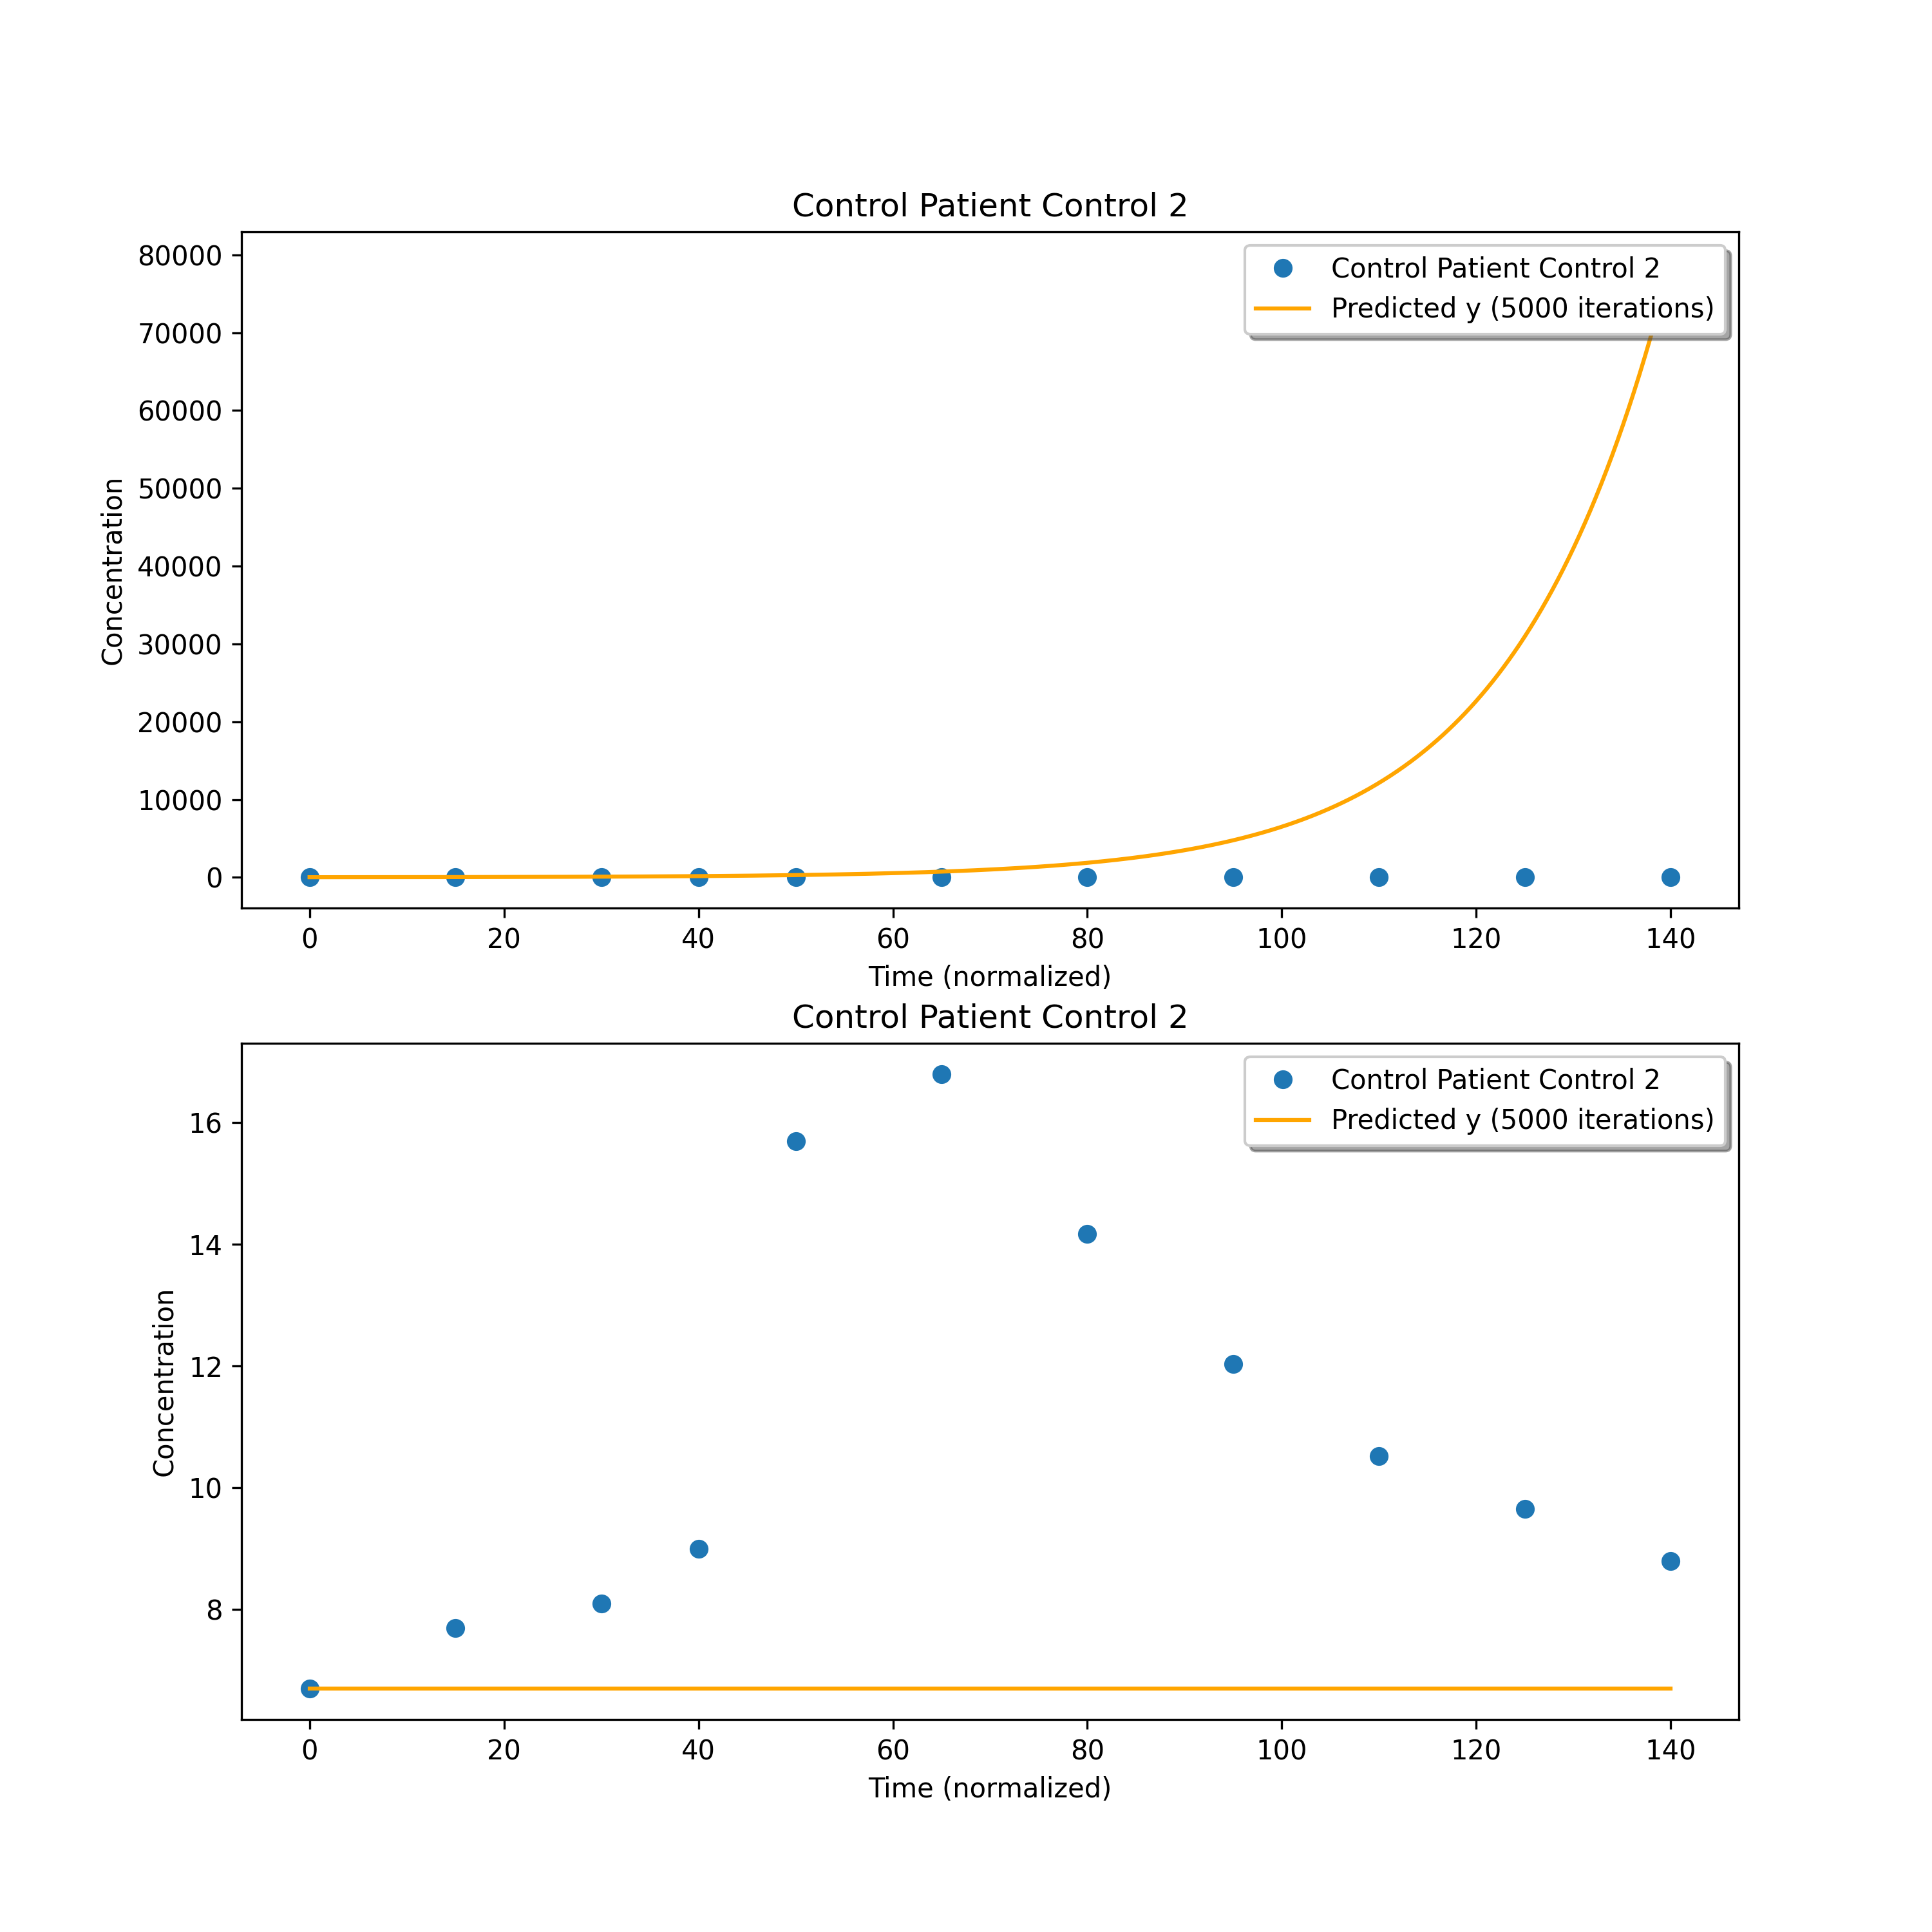 Control Patient Control 2
80000
70000
60000
50000
40000
30000
20000
10000
0
Concentration
Control Patient Control 2
Predicted y (5000 iterations)
0 20 40 60 80 100 120 140
Time (normalized)
Control Patient Control 2
16
14
12
10
8
Concentration
Control Patient Control 2
Predicted y (5000 iterations)
0 20 40 60 80 100 120 140
Time (normalized)